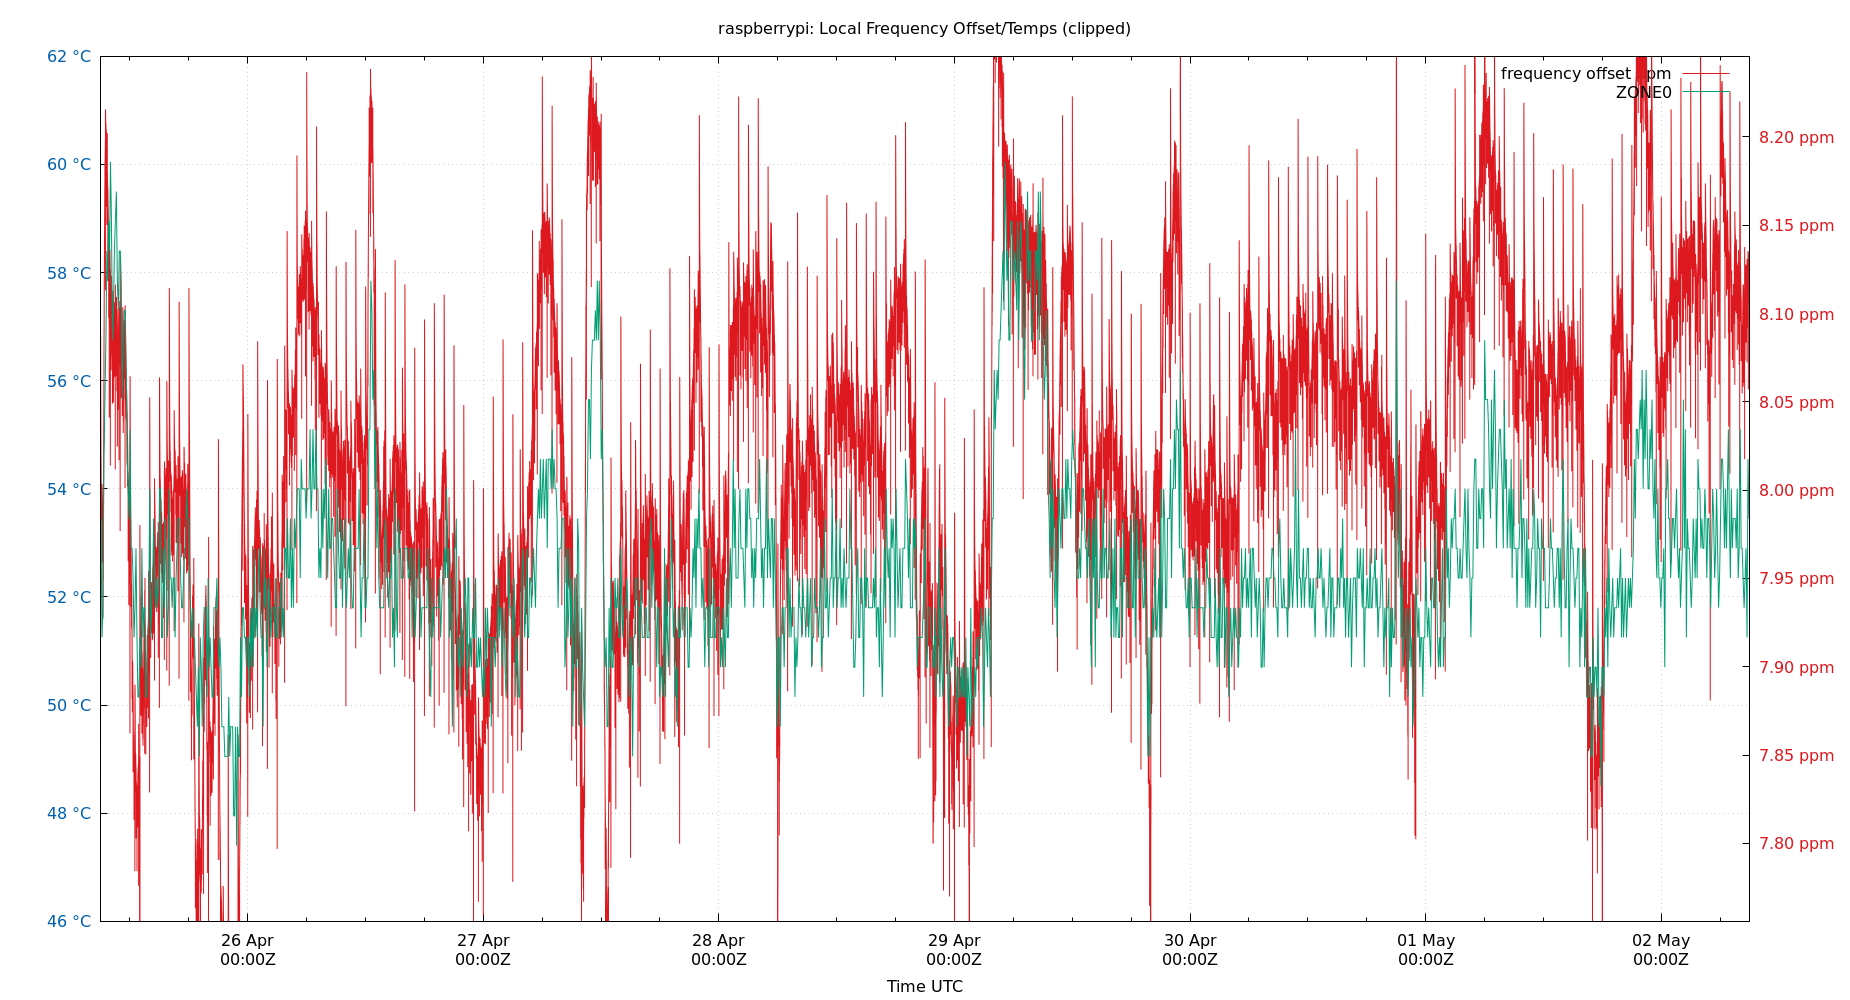 raspberrypi: Local Frequency Offset/Temps (clipped)
62 °C
60 °C
58 °C
56 °C
54 °C
52 °C
50 °C
48 °C
46 °C
frequency offset ppm
ZONE0
8.20 ppm
8.15 ppm
8.10 ppm
8.05 ppm
8.00 ppm
7.95 ppm
7.90 ppm
7.85 ppm
7.80 ppm
26 Apr
00:00Z
27 Apr
00:00Z
28 Apr
00:00Z
29 Apr
00:00Z
30 Apr
00:00Z
01 May
00:00Z
02 May
00:00Z
Time UTC